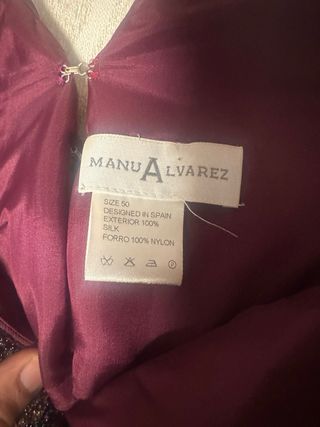 MANUALVAREZ
SIZE 50
DESIGNED IN SPAIN
EXTERIOR 100%
SILK
FORRO 100% NYLON